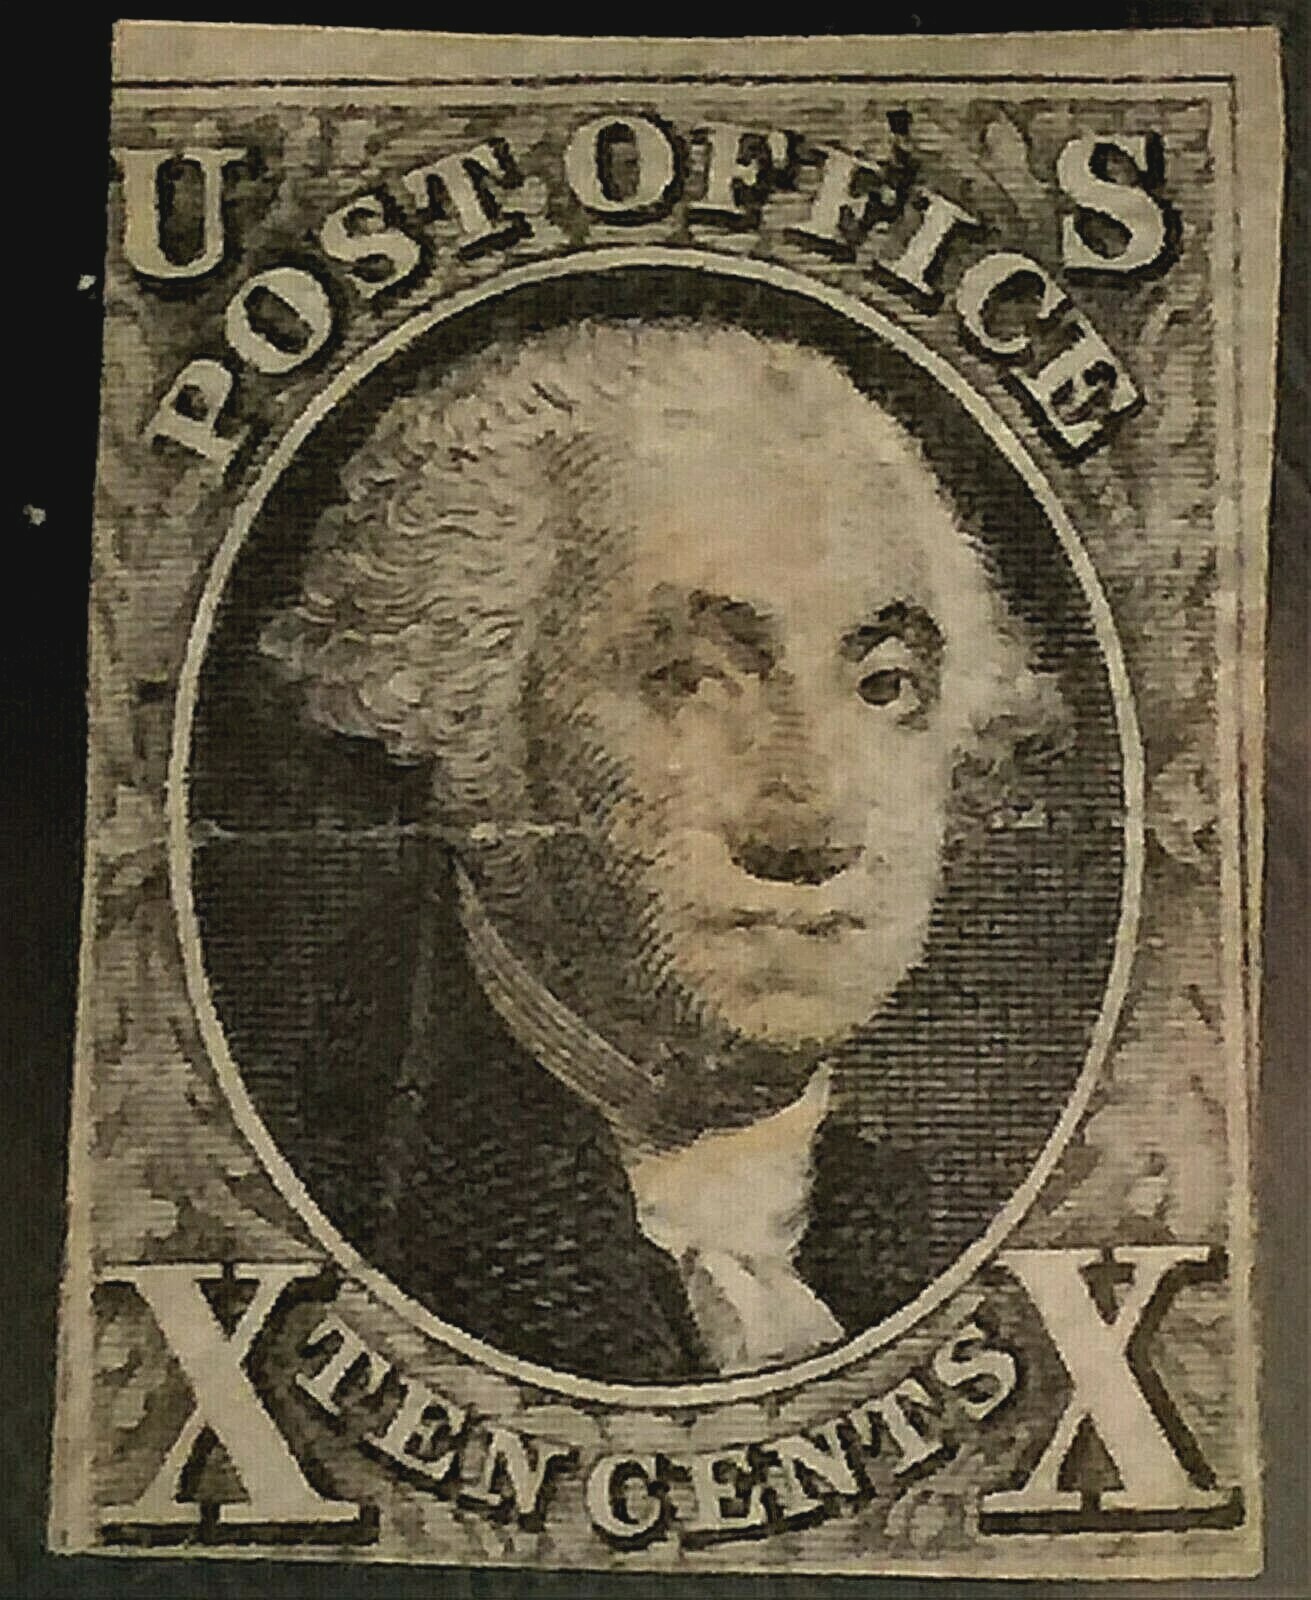 U S
POST OFFICE
X X
TEN CENTS